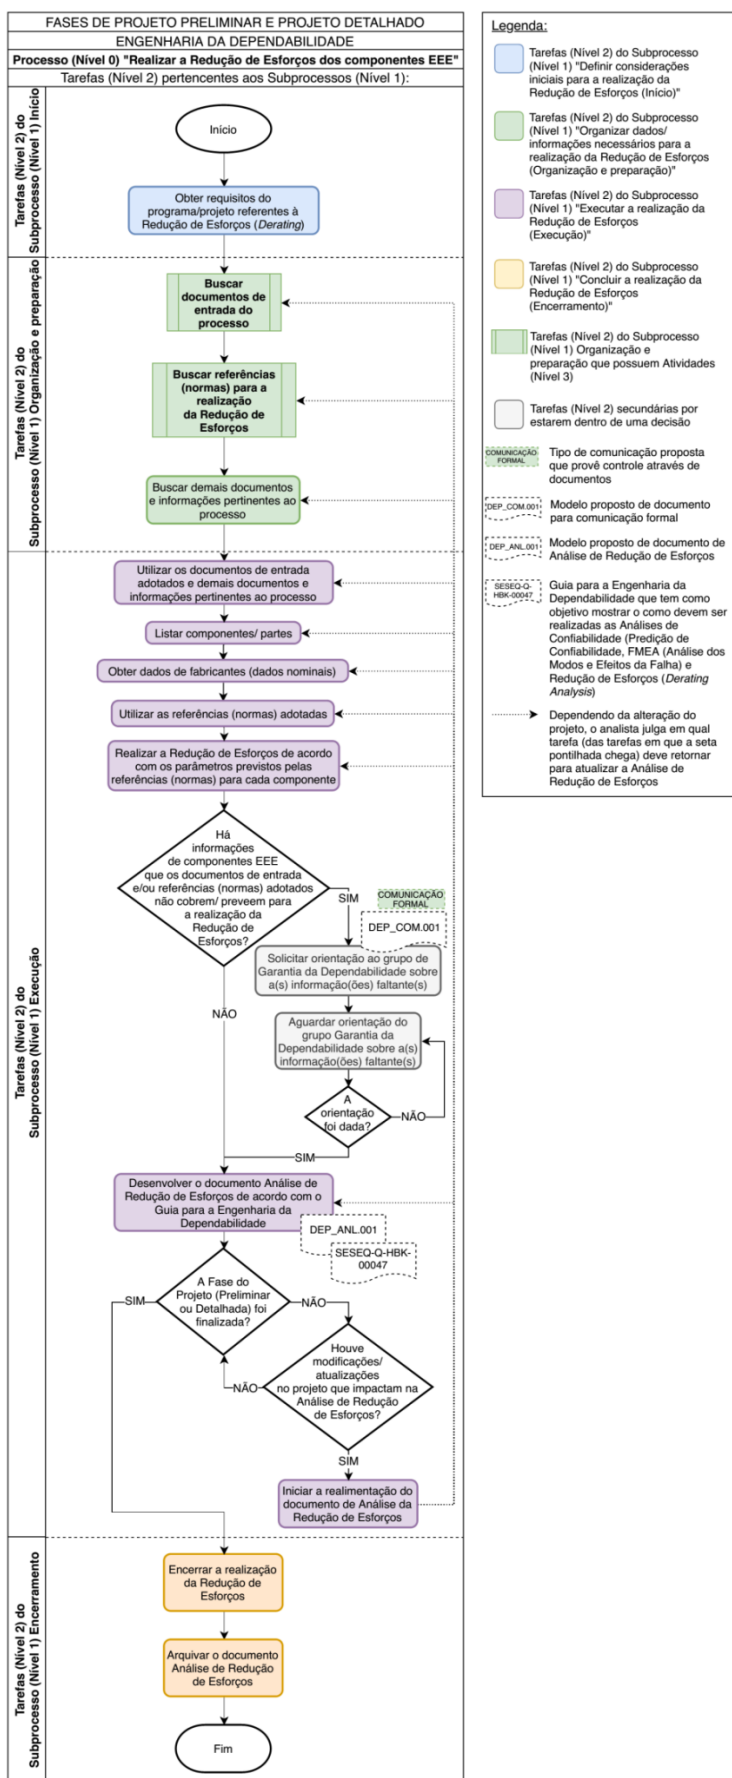 FASES DE PROJETO PRELIMINAR E PROJETO DETALHADO
ENGENHARIA DA DEPENDABILIDADE
Processo (Nível 0) "Realizar a Redução de Esforços dos componentes EEE"
Tarefas (Nível 2) pertencentes aos Subprocessos (Nível 1):
Tarefas (Nível 2) do
Subprocesso (Nível 1) Início
Início
Obter requisitos do
programa/projeto referentes à
Redução de Esforços (Derating)
Tarefas (Nível 2) do
Subprocesso (Nível 1) Organização e preparação
Buscar
documentos de
entrada do
processo
Buscar referências
(normas) para a
realização
da Redução de
Esforços
Buscar demais documentos
e informações pertinentes ao
processo
Tarefas (Nível 2) do
Subprocesso (Nível 1) Execução
Utilizar os documentos de entrada
adotados e demais documentos e
informações pertinentes ao processo
Listar componentes/ partes
Obter dados de fabricantes (dados nominais)
Utilizar as referências (normas) adotadas
Realizar a Redução de Esforços de acordo
com os parâmetros previstos pelas
referências (normas) para cada componente
Há
informações
de componentes EEE
que os documentos de entrada
e/ou referências (normas) adotados
não cobrem/ preveem para
a realização da
Redução de
Esforços?
SIM
COMUNICAÇÃO
FORMAL
DEP_COM.001
Solicitar orientação ao grupo de
Garantia da Dependabilidade sobre
a(s) informação(ões) faltante(s)
NÃO
Aguardar orientação do
grupo Garantia da
Dependabilidade sobre a(s)
informação(ões) faltante(s)
A
orientação
foi dada?
NÃO
SIM
Desenvolver o documento Análise de
Redução de Esforços de acordo com o
Guia para a Engenharia da
Dependabilidade
DEP_ANL.001
SESEQ-Q-HBK-
00047
A Fase do
Projeto (Preliminar
ou Detalhada) foi
finalizada?
SIM
NÃO
Houve
modificações/
atualizações
no projeto que impactam na
Análise de Redução
de Esforços?
NÃO
SIM
Iniciar a realimentação do
documento de Análise da
Redução de Esforços
Tarefas (Nível 2) do
Subprocesso (Nível 1) Encerramento
Encerrar a realização
da Redução de
Esforços
Arquivar o documento
Análise de Redução
de Esforços
Fim
Legenda:
Tarefas (Nível 2) do Subprocesso
(Nível 1) "Definir considerações
iniciais para a realização da
Redução de Esforços (Início)"
Tarefas (Nível 2) do Subprocesso
(Nível 1) "Organizar dados/
informações necessários para a
realização da Redução de Esforços
(Organização e preparação)"
Tarefas (Nível 2) do Subprocesso
(Nível 1) "Executar a realização da
Redução de Esforços
(Execução)"
Tarefas (Nível 2) do Subprocesso
(Nível 1) "Concluir a realização da
Redução de Esforços
(Encerramento)"
Tarefas (Nível 2) do Subprocesso
(Nível 1) Organização e
preparação que possuem Atividades
(Nível 3)
Tarefas (Nível 2) secundárias por
estarem dentro de uma decisão
COMUNICAÇÃO
FORMAL
Tipo de comunicação proposta
que provê controle através de
documentos
DEP_COM.001
Modelo proposto de documento
para comunicação formal
DEP_ANL.001
Modelo proposto de documento de
Análise de Redução de Esforços
SESEQ-Q-
HBK-00047
Guia para a Engenharia da
Dependabilidade que tem como
objetivo mostrar o como devem ser
realizadas as Análises de
Confiabilidade (Predição de
Confiabilidade, FMEA (Análise dos
Modos e Efeitos da Falha) e
Redução de Esforços (Derating
Analysis)
Dependendo da alteração do
projeto, o analista julga em qual
tarefa (das tarefas em que a seta
pontilhada chega) deve retornar
para atualizar a Análise de
Redução de Esforços